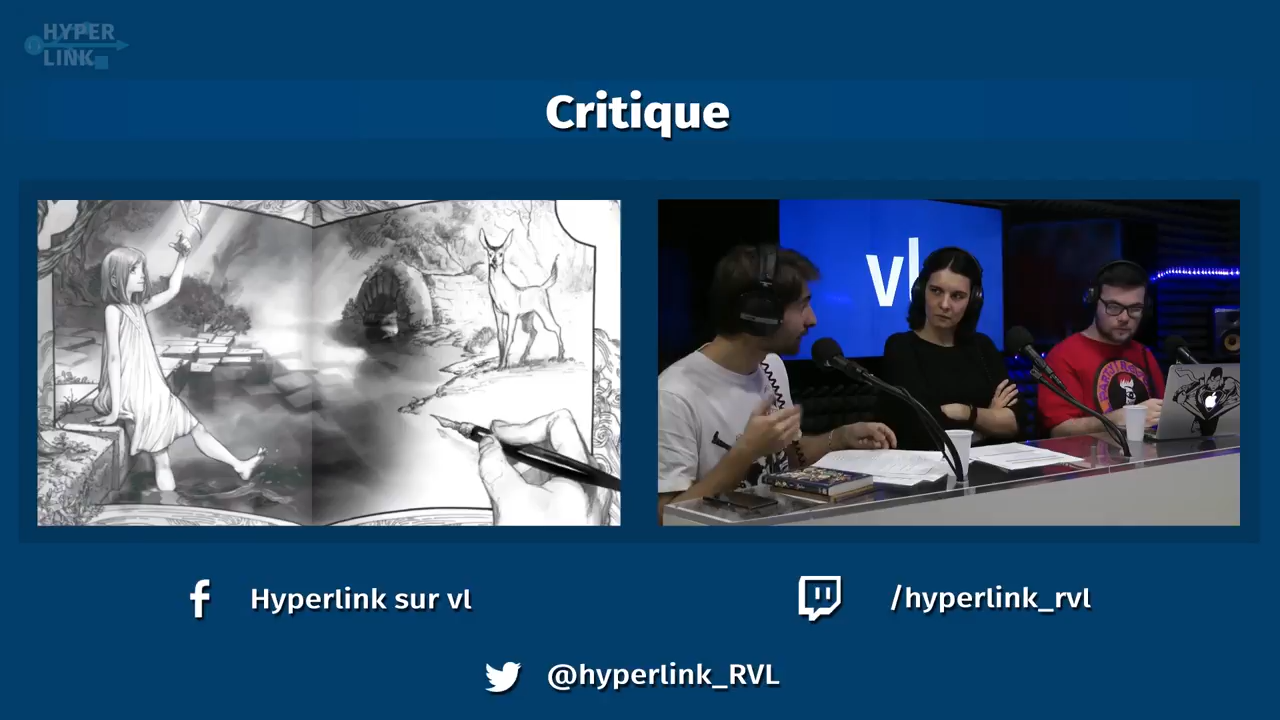 HYPER
LINK
Critique
vl
Hyperlink sur vl
/hyperlink_rvl
@hyperlink_RVL